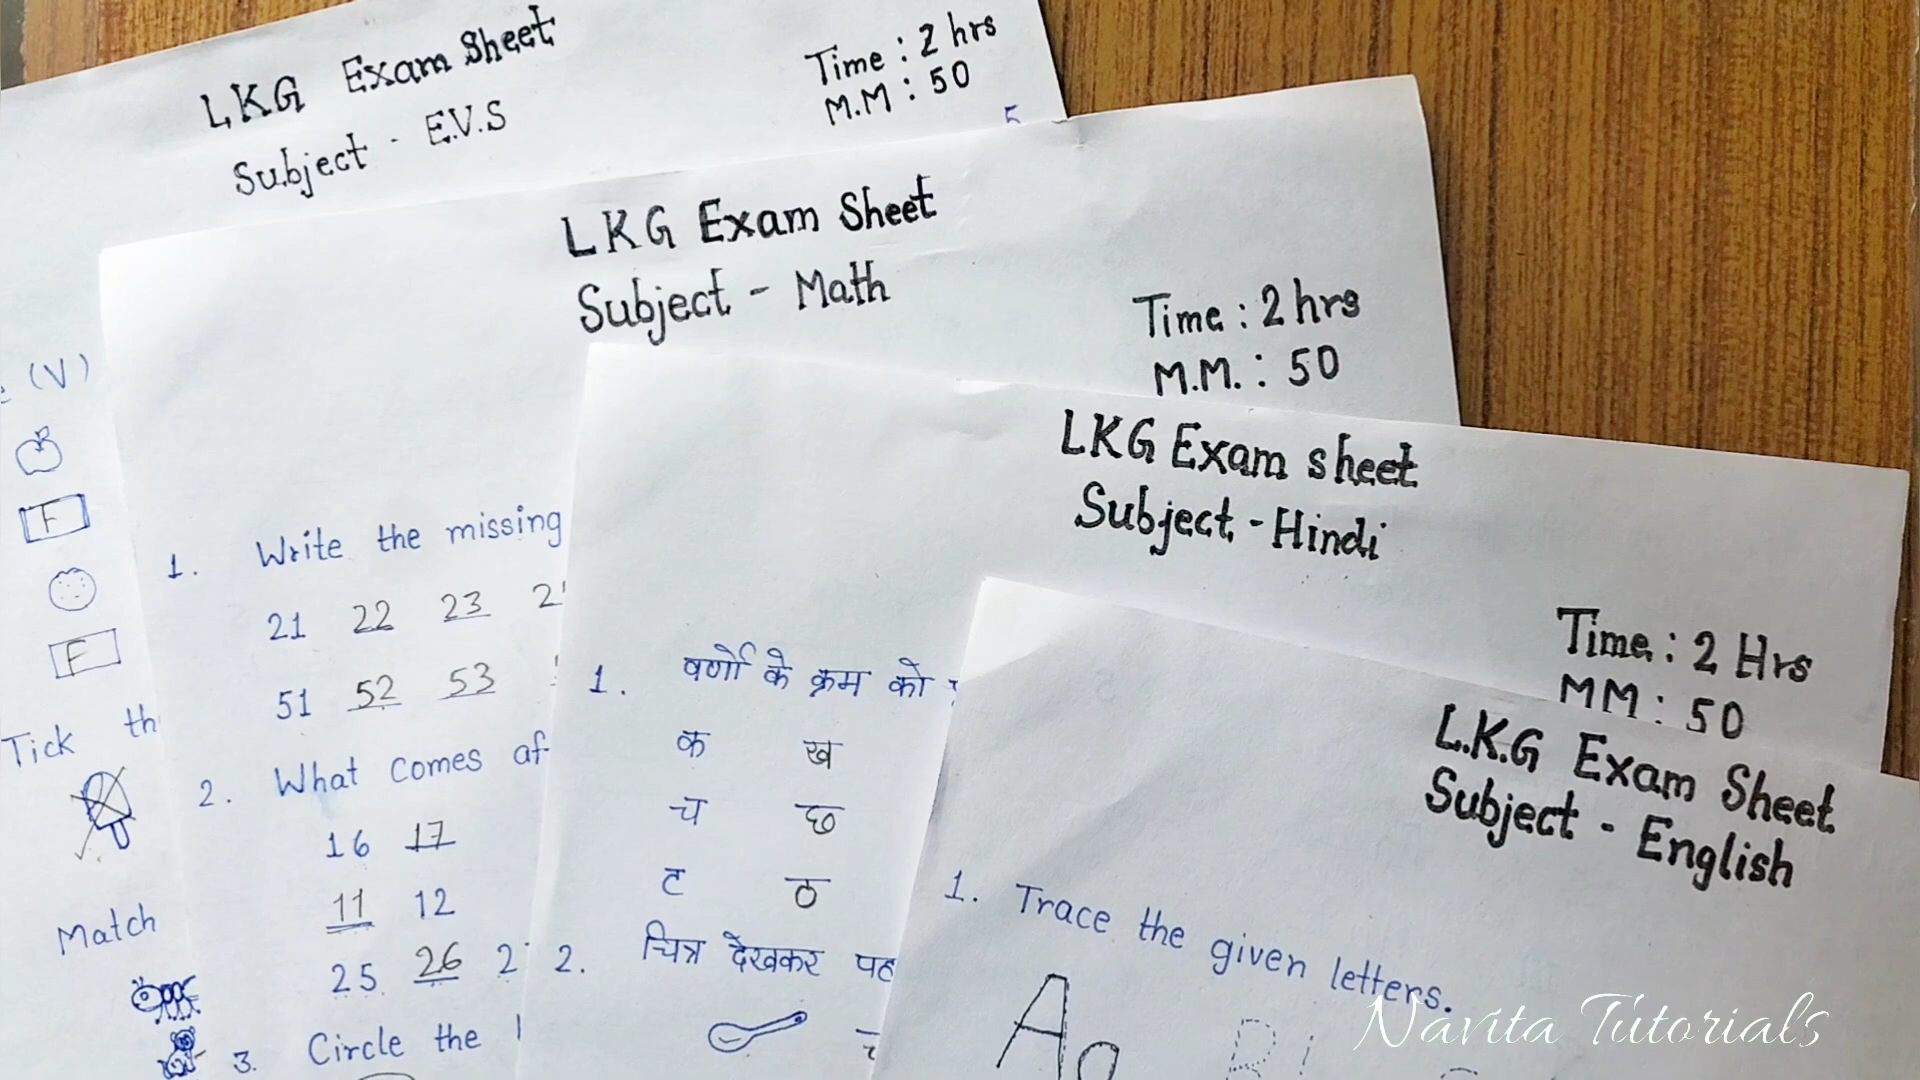 LKG Exam Sheet
Subject - E.V.S
Time : 2 hrs
M.M : 50
5
(V)
F
F
Tick
Match
LKG Exam Sheet
Subject - Math
Time : 2 hrs
M.M. : 50
1. Write the missing
21 22 23
51 52 53
2. What comes
16 17
11 12
25 26
3. Circle the
LKG Exam sheet
Subject - Hindi
Time : 2 Hrs
MM : 50
1. वर्णो के क्रम को
क ख
च छ
ट ठ
2. चित्र देखकर
L.K.G Exam Sheet
Subject - English
1. Trace the given letters.
Aa
Navita Tutorials